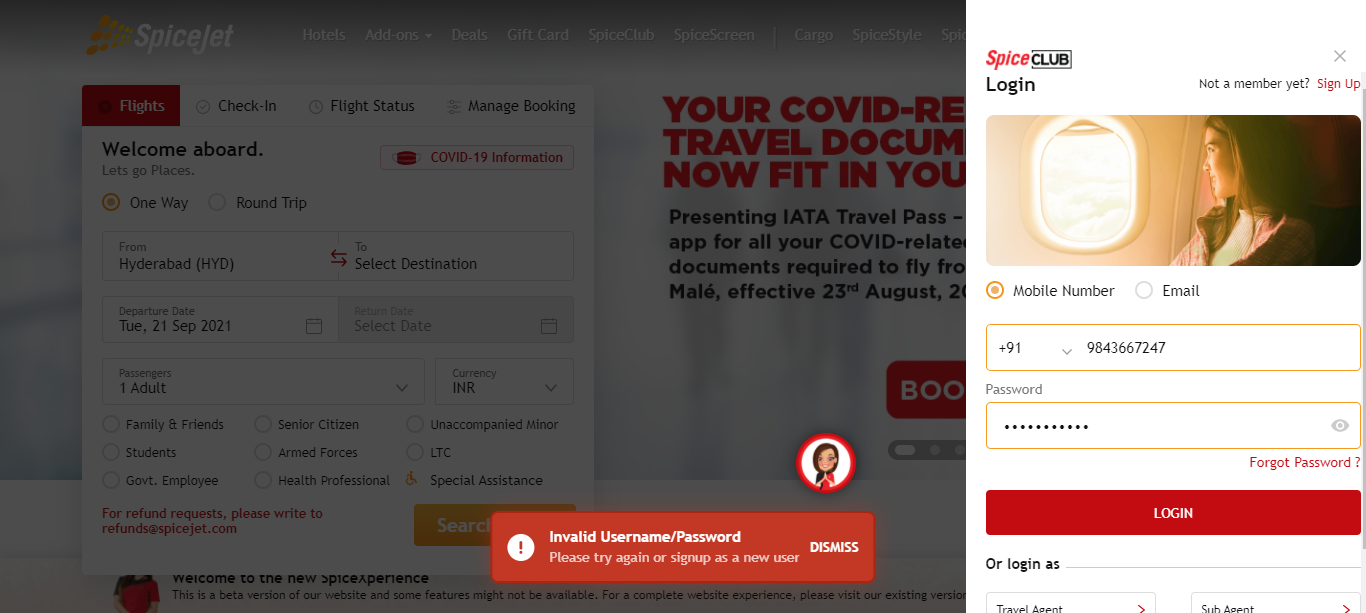 SpiceJet
Hotels Add-ons Deals Gift Card SpiceClub SpiceScreen Cargo SpiceStyle
Flights Check-In Flight Status Manage Booking
Welcome aboard.
Lets go Places.
COVID-19 Information
One Way Round Trip
From
Hyderabad (HYD)
To
Select Destination
Departure Date
Tue, 21 Sep 2021
Return Date
Select Date
Passengers
1 Adult
Currency
INR
Family & Friends Senior Citizen Unaccompanied Minor
Students Armed Forces LTC
Govt. Employee Health Professional Special Assistance
For refund requests, please write to
refunds@spicejet.com
Search
YOUR COVID-RE
TRAVEL DOCUM
NOW FIT IN YOU
Presenting IATA Travel Pass –
app for all your COVID-relate
documents required to fly fro
Malé, effective 23rd August, 20
BOO
Invalid Username/Password
Please try again or signup as a new user
DISMISS
Welcome to the new SpiceXperience
This is a beta version of our website and some features might not be available. For a complete website experience, please visit our existing version
SpiceCLUB
Login
Not a member yet? Sign Up
Mobile Number Email
+91 9843667247
Password
•••••••••••
Forgot Password ?
LOGIN
Or login as
Travel Agent Sub Agent